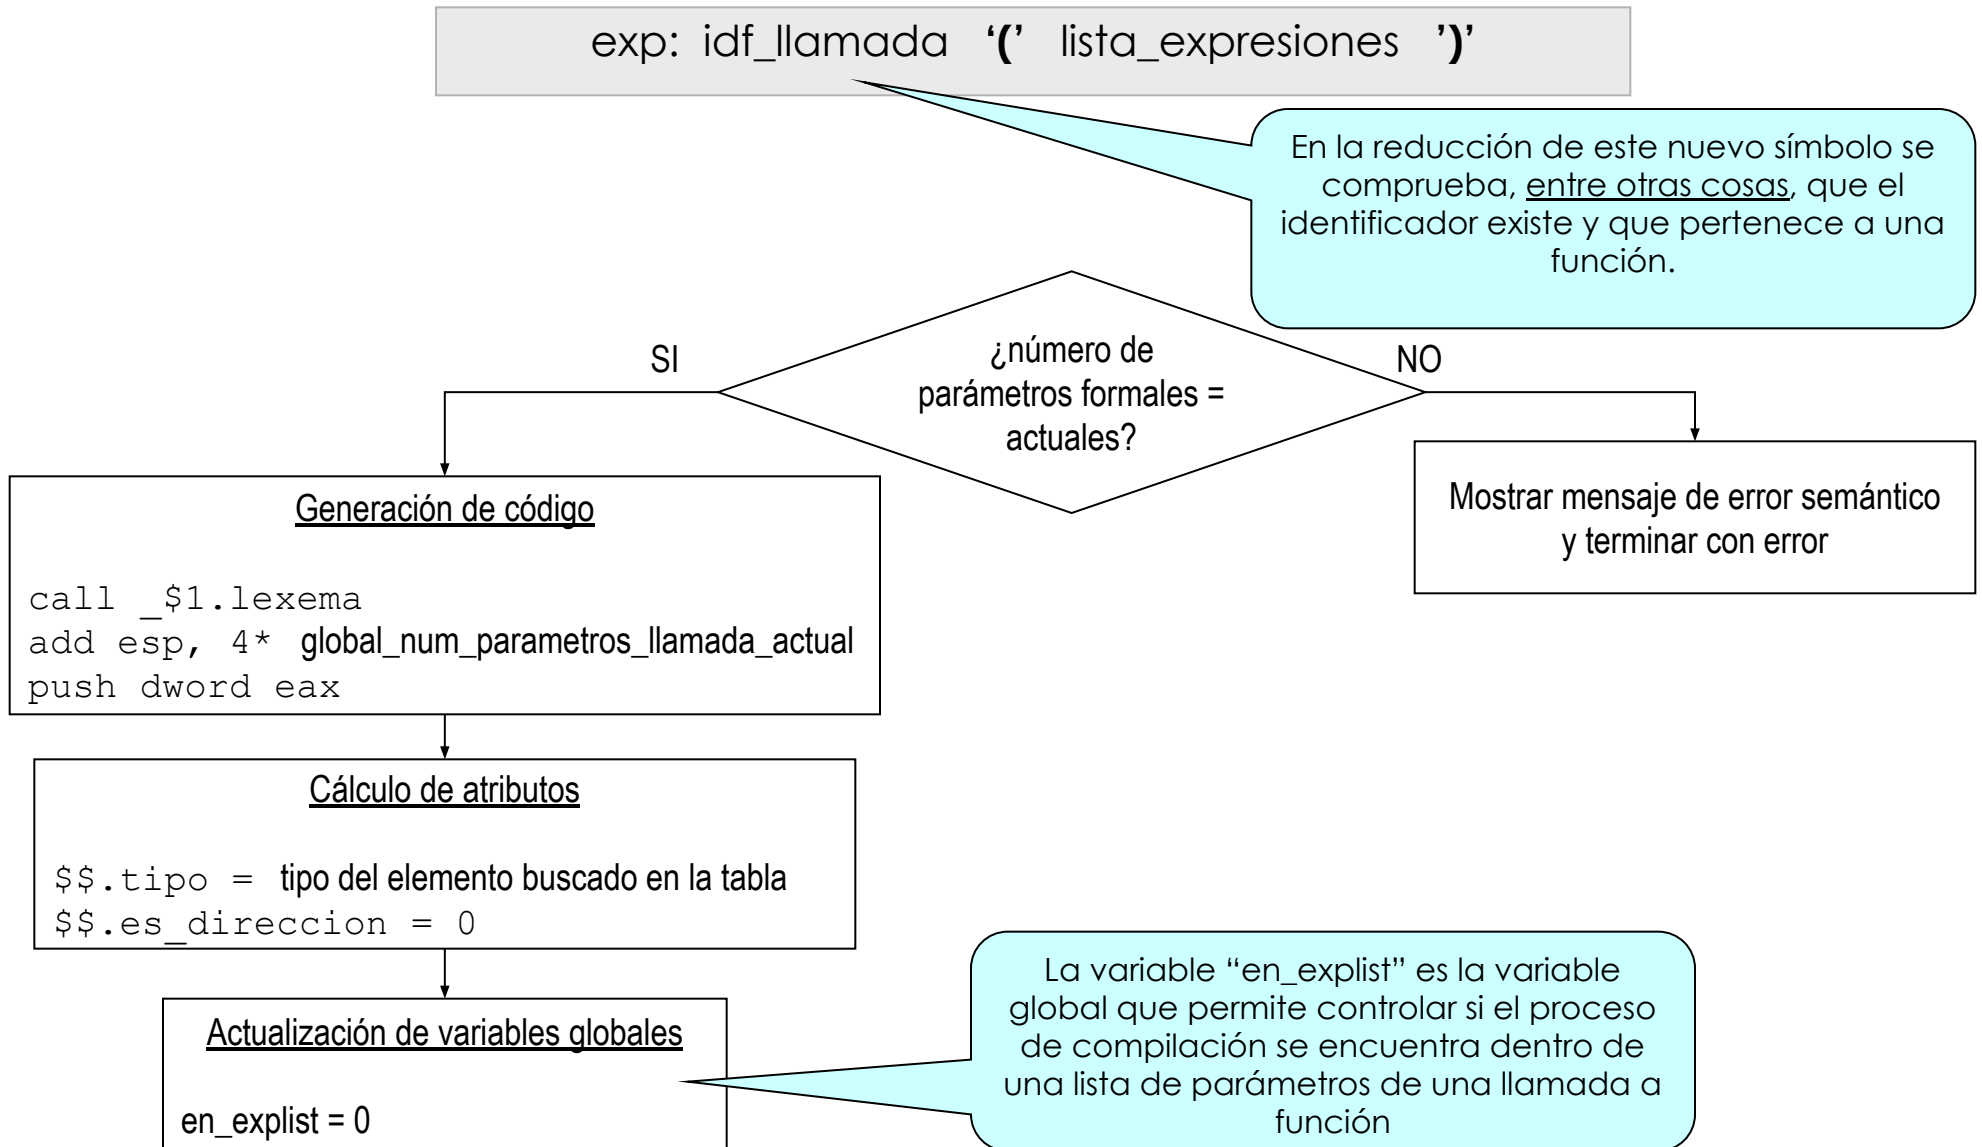 exp: idf_llamada ‘(’ lista_expresiones ’)’
En la reducción de este nuevo símbolo se
comprueba, entre otras cosas, que el
identificador existe y que pertenece a una
función.
SI
¿número de
parámetros formales =
actuales?
NO
Generación de código
call _$1.lexema
add esp, 4* global_num_parametros_llamada_actual
push dword eax
Mostrar mensaje de error semántico
y terminar con error
Cálculo de atributos
$$.tipo = tipo del elemento buscado en la tabla
$$.es_direccion = 0
Actualización de variables globales
en_explist = 0
La variable “en_explist” es la variable
global que permite controlar si el proceso
de compilación se encuentra dentro de
una lista de parámetros de una llamada a
función